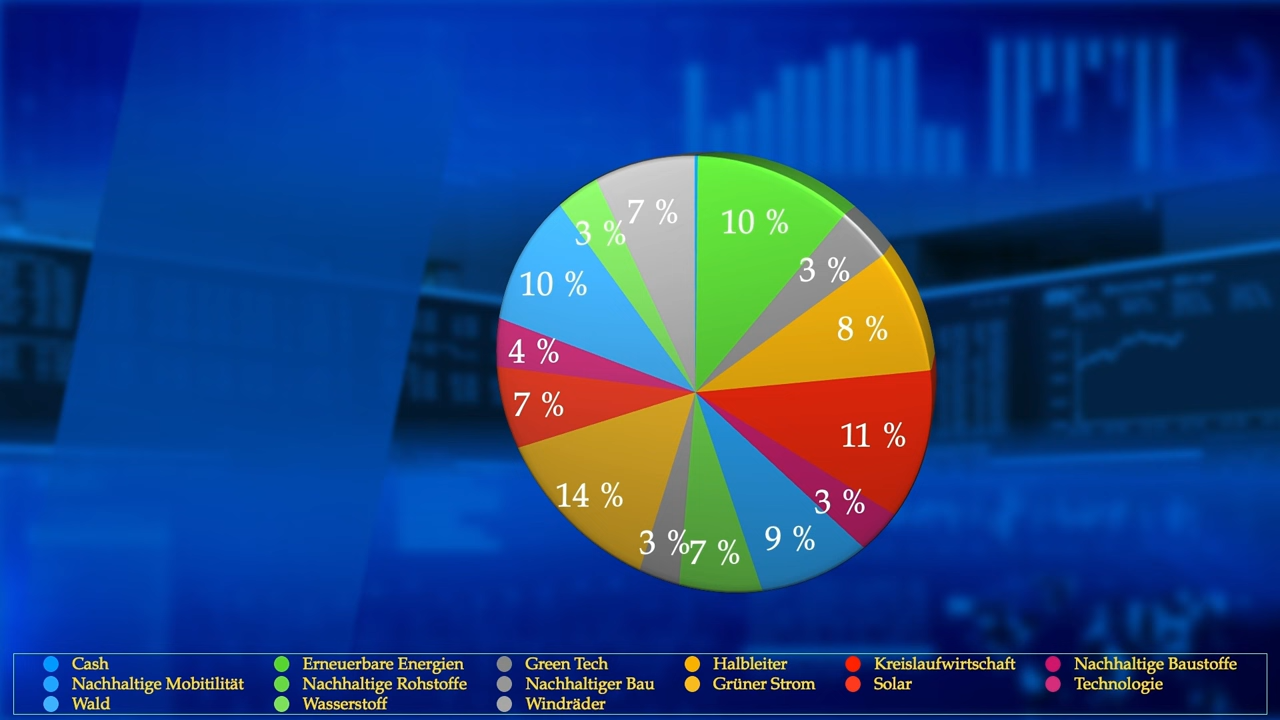 7 %
10 %
3 %
3 %
10 %
8 %
4 %
7 %
11 %
14 %
3 %
9 %
3 %
7 %
Cash
Erneuerbare Energien
Green Tech
Halbleiter
Kreislaufwirtschaft
Nachhaltige Baustoffe
Nachhaltige Mobitilität
Nachhaltige Rohstoffe
Nachhaltiger Bau
Grüner Strom
Solar
Technologie
Wald
Wasserstoff
Windräder